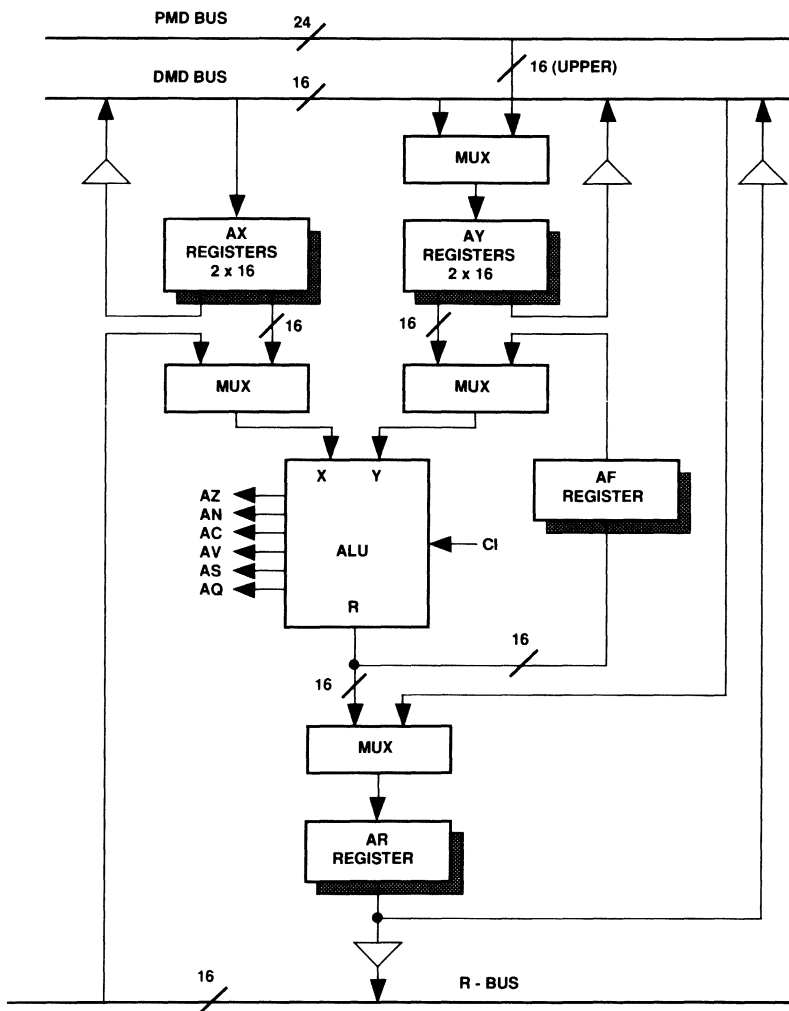 PMD BUS
24
16 (UPPER)
DMD BUS
16
MUX
AX
REGISTERS
2 x 16
AY
REGISTERS
2 x 16
16
16
MUX
MUX
X
Y
AF
REGISTER
AZ
AN
AC
AV
AS
AQ
ALU
CI
R
16
16
MUX
AR
REGISTER
16
R - BUS